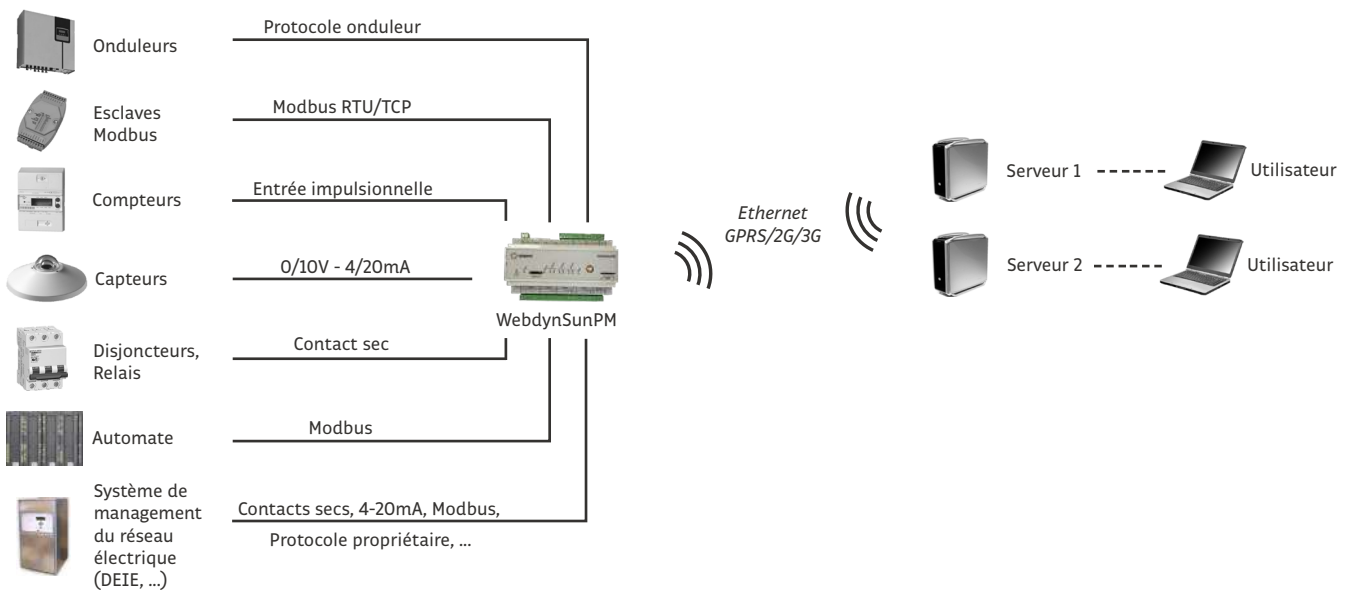 Protocole onduleur
Onduleurs
Modbus RTU/TCP
Esclaves
Modbus
Entrée impulsionnelle
Compteurs
0/10V - 4/20mA
Capteurs
Contact sec
Disjoncteurs,
Relais
Modbus
Automate
Système de
management
du réseau
électrique
(DEIE, ...)
Contacts secs, 4-20mA, Modbus,
Protocole propriétaire, ...
WebdynSunPM
Ethernet
GPRS/2G/3G
Serveur 1
Utilisateur
Serveur 2
Utilisateur